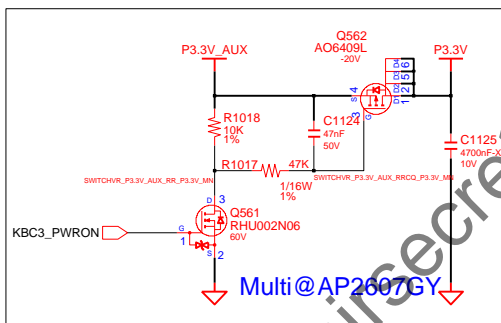 Q562
AO6409L
-20V
P3.3V_AUX
P3.3V
D4 6
D3 5
D2 2
D1 1
4
S
G
3
R1018
10K
1%
C1124
47nF
50V
C1125
4700nF-X
10V
R1017
47K
1/16W
1%
SWITCHVR_P3.3V_AUX_RR_P3.3V_MN
SWITCHVR_P3.3V_AUX_RRCQ_P3.3V_MN
D
3
Q561
RHU002N06
60V
KBC3_PWRON
G
1
S
2
Multi@AP2607GY